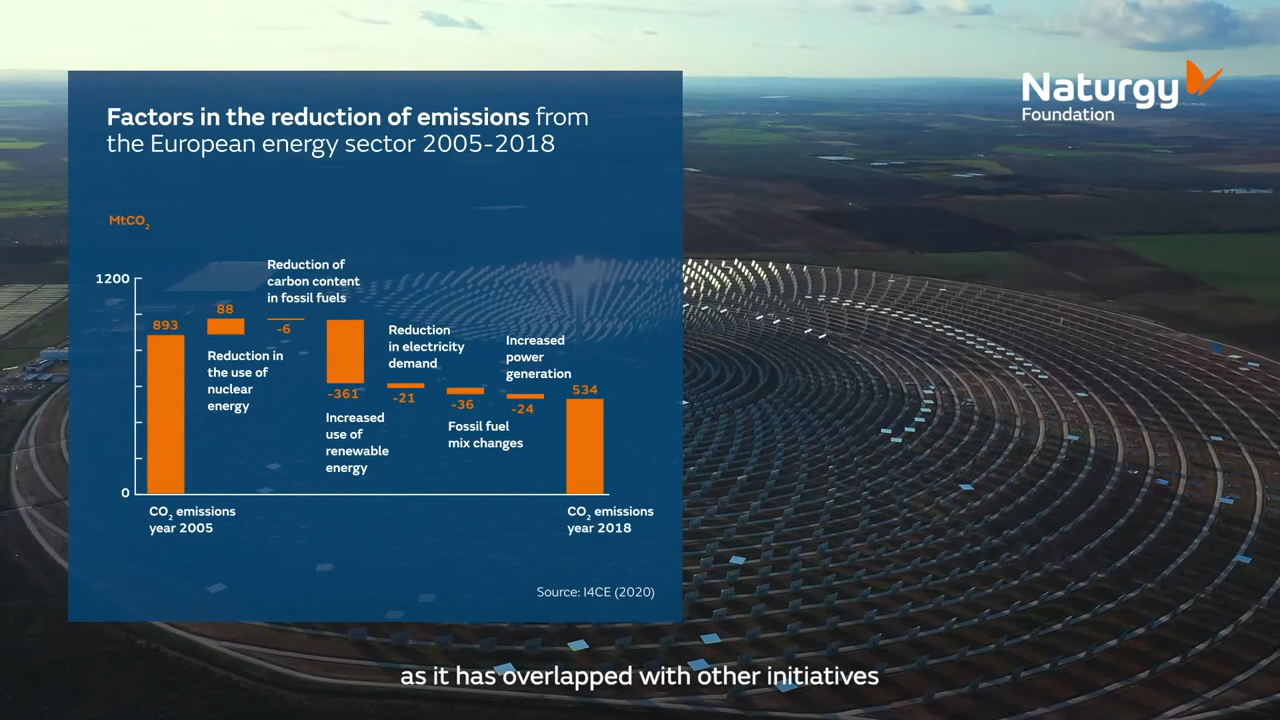 Factors in the reduction of emissions from
the European energy sector 2005-2018
Naturgy
Foundation
MtCO₂
1200
0
893
CO₂ emissions
year 2005
88
Reduction in
the use of
nuclear
energy
Reduction of
carbon content
in fossil fuels
-6
-361
Increased
use of
renewable
energy
Reduction
in electricity
demand
-21
-36
Fossil fuel
mix changes
Increased
power
generation
-24
534
CO₂ emissions
year 2018
Source: I4CE (2020)
as it has overlapped with other initiatives